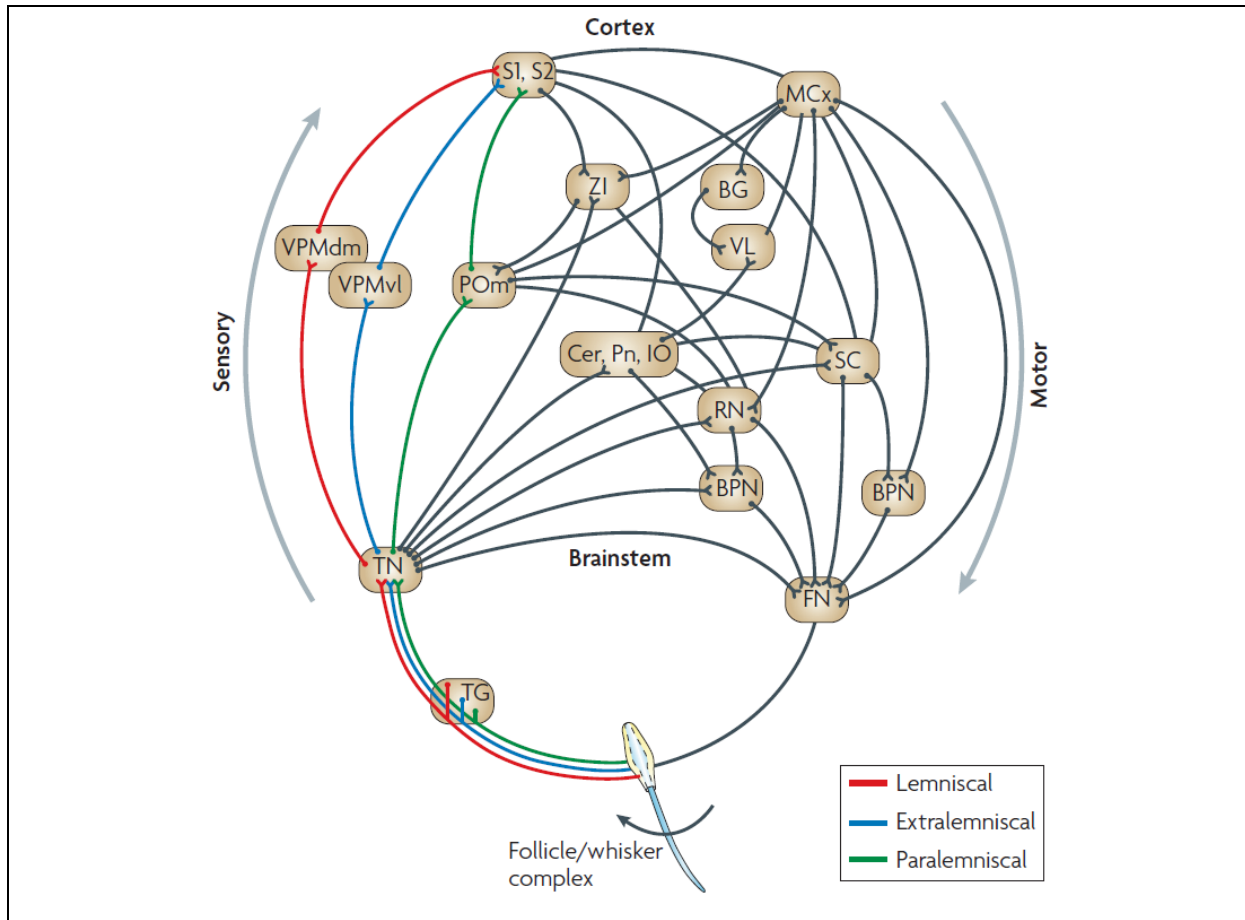 Cortex
S1, S2
MCx
ZI
BG
VPMdm
VL
VPMvl
POm
Sensory
Cer, Pn, IO
SC
Motor
RN
BPN
BPN
Brainstem
TN
FN
TG
Lemniscal
Extralemniscal
Paralemniscal
Follicle/whisker
complex